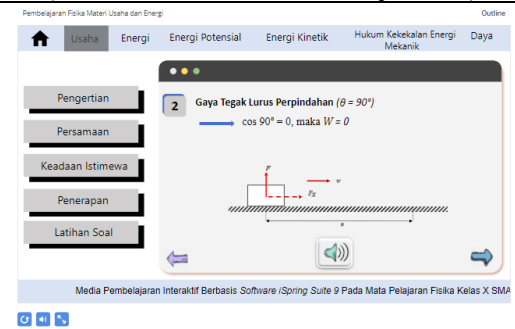 Pembelajaran Fisika Materi Usaha dan Energi
Outline
Usaha
Energi
Energi Potensial
Energi Kinetik
Hukum Kekekalan Energi
Mekanik
Daya
Pengertian
Persamaan
Keadaan Istimewa
Penerapan
Latihan Soal
2
Gaya Tegak Lurus Perpindahan (θ = 90°)
cos 90° = 0, maka W = 0
F
v
s
Media Pembelajaran Interaktif Berbasis Software iSpring Suite 9 Pada Mata Pelajaran Fisika Kelas X SMA